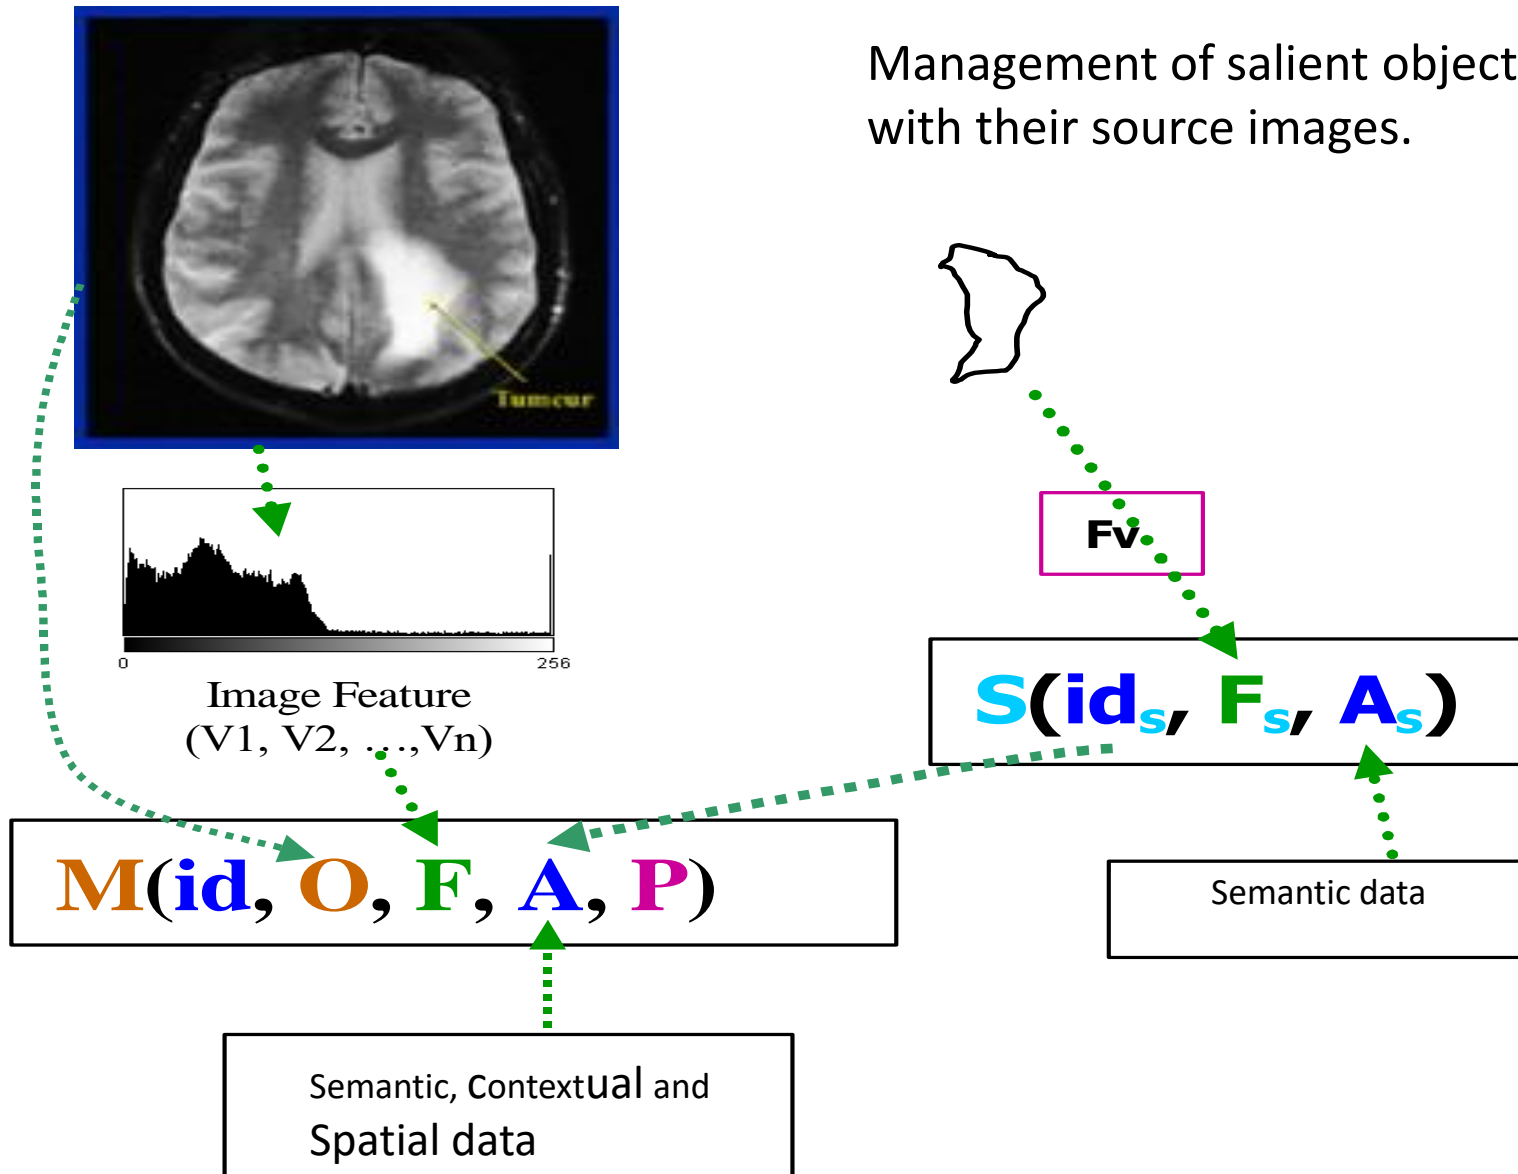 Management of salient object
with their source images.
Tumeur
0 256
Image Feature
(V1, V2, …,Vn)
Fv
S(ids, Fs, As)
M(id, O, F, A, P)
Semantic data
Semantic, Contextual and
Spatial data